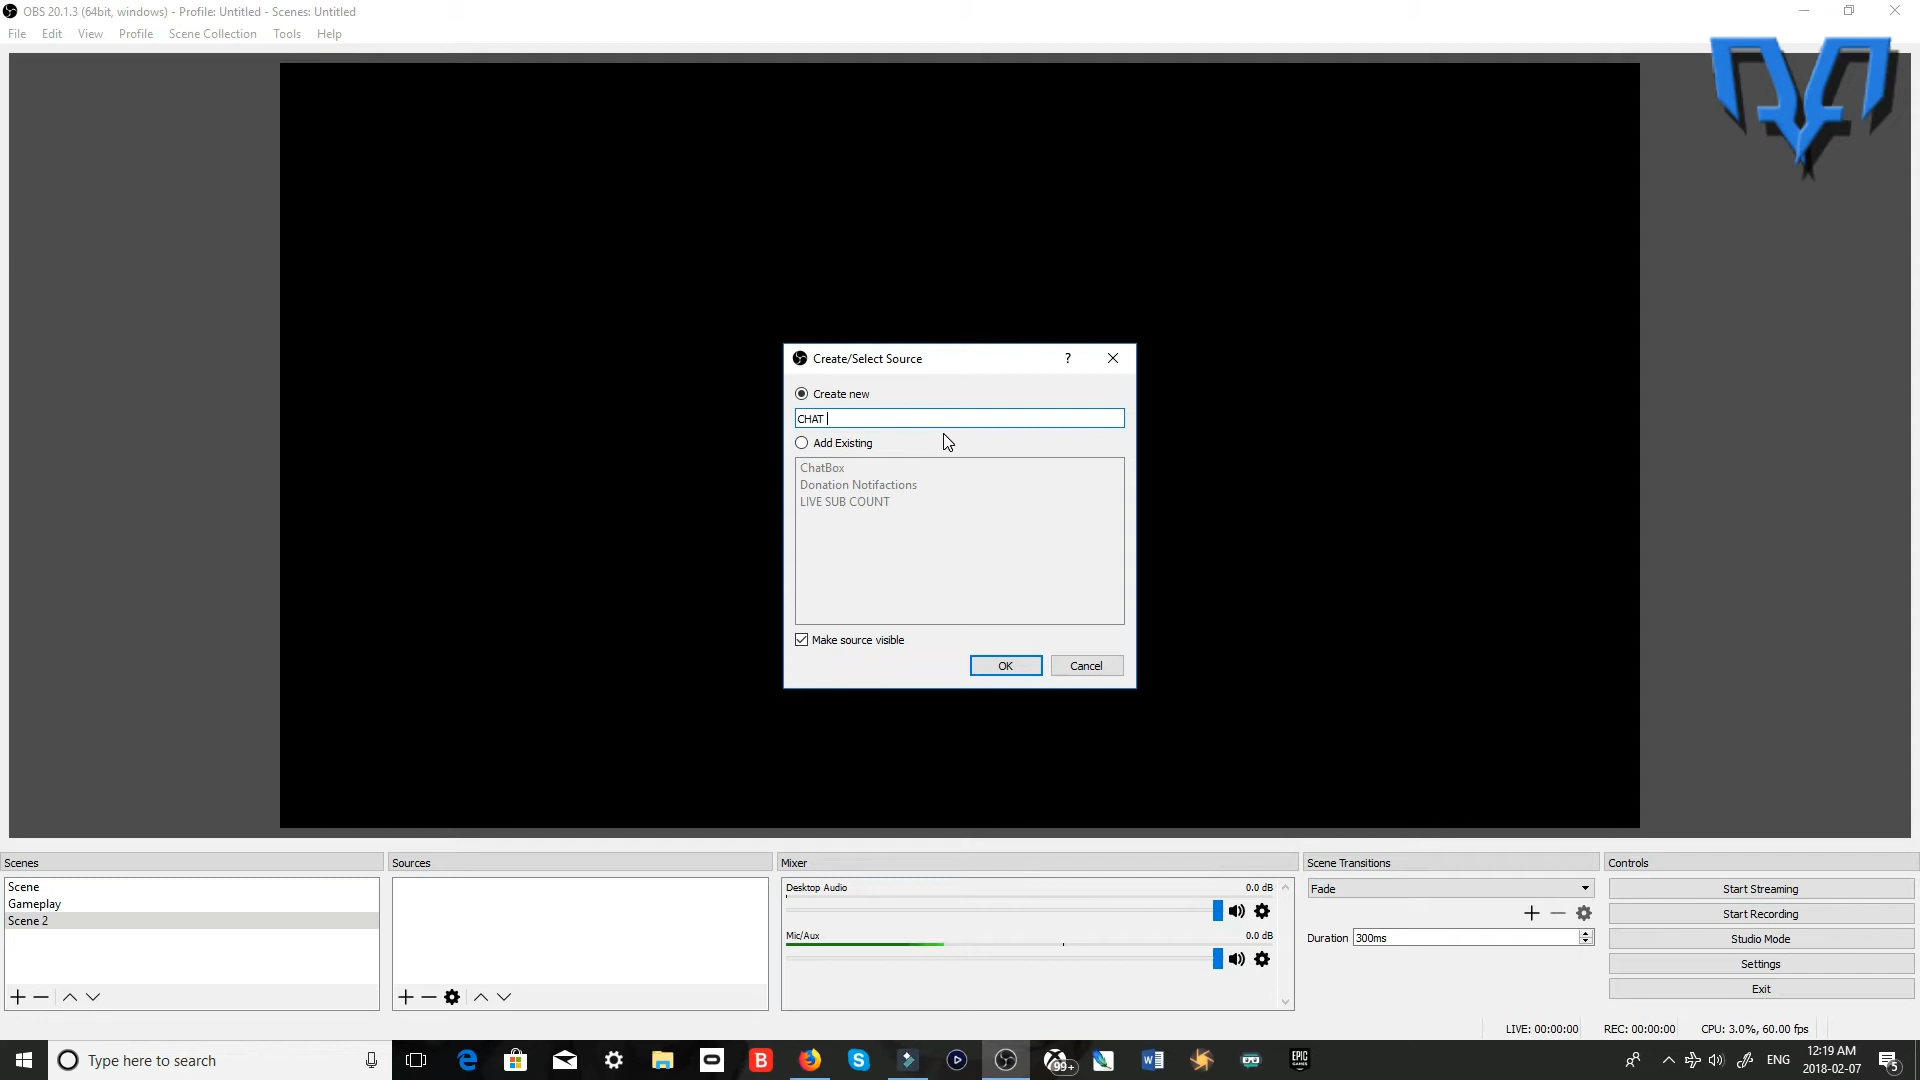 OBS 20.1.3 (64bit, windows) - Profile: Untitled - Scenes: Untitled
File Edit View Profile Scene Collection Tools Help
Create/Select Source ?
Create new
CHAT
Add Existing
ChatBox
Donation Notifactions
LIVE SUB COUNT
Make source visible
OK Cancel
Scenes
Scene
Gameplay
Scene 2
Sources
Mixer
Desktop Audio 0.0 dB
Mic/Aux 0.0 dB
Scene Transitions
Fade
Duration 300ms
Controls
Start Streaming
Start Recording
Studio Mode
Settings
Exit
LIVE: 00:00:00 REC: 00:00:00 CPU: 3.0%, 60.00 fps
Type here to search
B
99+
EPIC GAMES
ENG
12:19 AM
2018-02-07
5